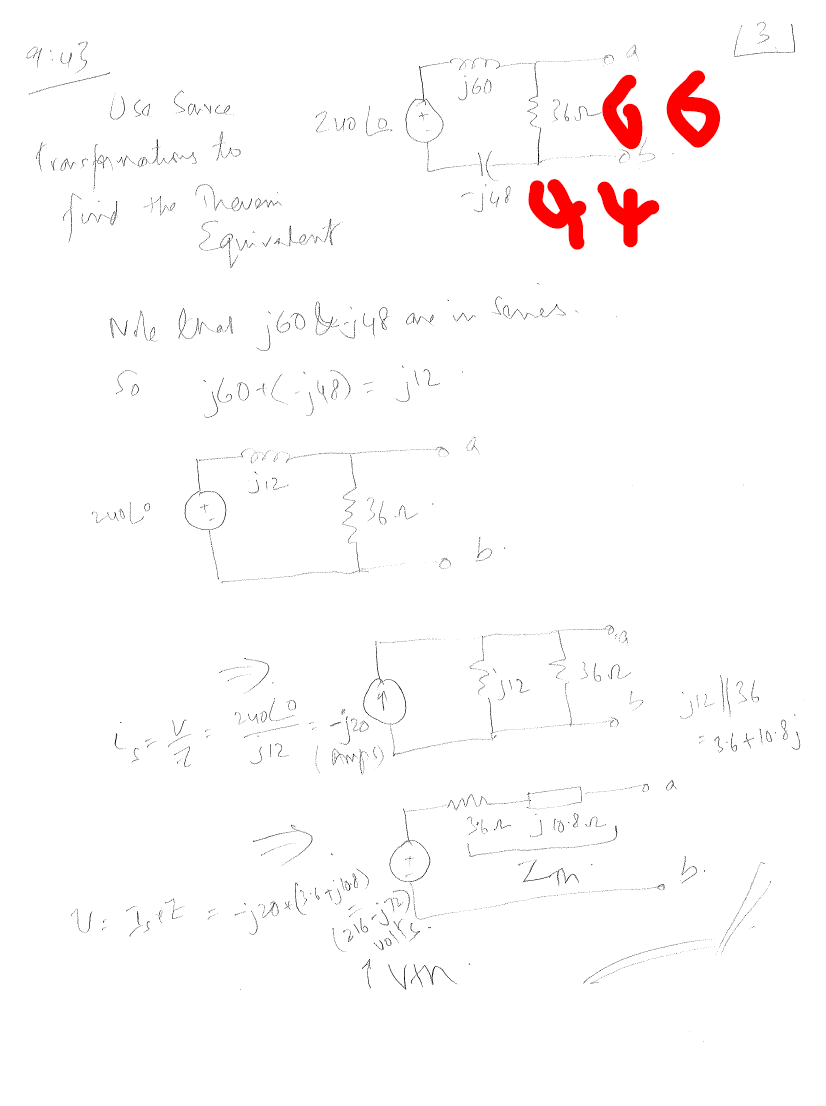 9.43
3
Use Source
transformations to
find the Theveni
Equivalent
240∠0
j60
36Ω
-j48
a
b
66
44
Note that j60 & -j48 are in series.
So j60+(-j48) = j12
240∠0
j12
36Ω
a
b.
⇒
i_s = V/Z = 240∠0/j12 = -j20
(Amps)
j12
36Ω
a
b
j12||36
= 3.6+10.8j
⇒
3.6Ω j10.8Ω
Zth.
a
b.
V = Is*Z = -j20*(3.6+j10.8)
= (216-j72)
volts.
↑ Vth.